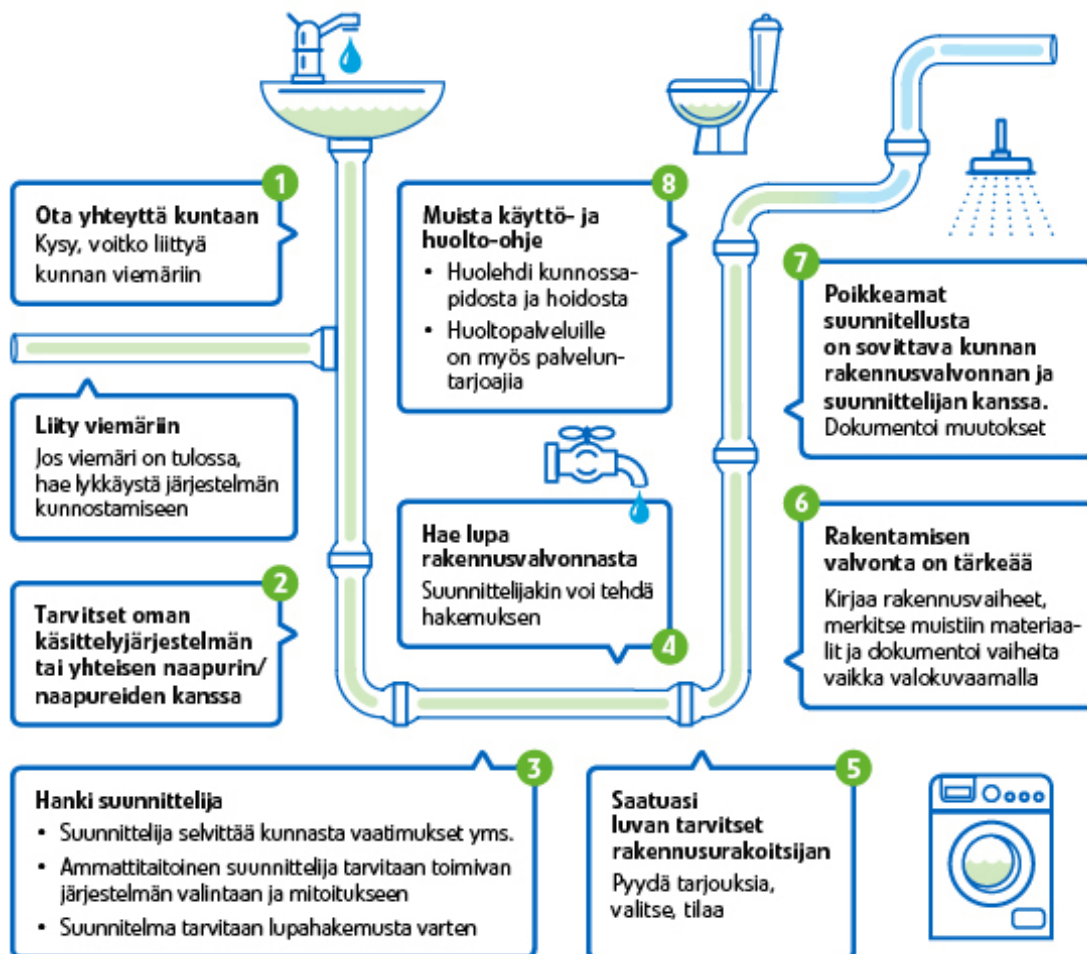 1
Ota yhteyttä kuntaan
Kysy, voitko liittyä
kunnan viemäriin
Liity viemäriin
Jos viemäri on tulossa,
hae lykkäystä järjestelmän
kunnostamiseen
2
Tarvitset oman
käsittelyjärjestelmän
tai yhteisen naapurin/
naapureiden kanssa
3
Hanki suunnittelija
• Suunnittelija selvittää kunnasta vaatimukset yms.
• Ammattitaitoinen suunnittelija tarvitaan toimivan
järjestelmän valintaan ja mitoitukseen
• Suunnitelma tarvitaan lupahakemusta varten
Hae lupa
rakennusvalvonnasta
Suunnittelijakin voi tehdä
hakemuksen
4
5
Saatuasi
luvan tarvitset
rakennusurakoitsijan
Pyydä tarjouksia,
valitse, tilaa
6
Rakentamisen
valvonta on tärkeää
Kirjaa rakennusvaiheet,
merkitse muistiin materiaa-
lit ja dokumentoi vaiheita
vaikka valokuvaamalla
7
Poikkeamat
suunnitellusta
on sovittava kunnan
rakennusvalvonnan ja
suunnittelijan kanssa.
Dokumentoi muutokset
8
Muista käyttö- ja
huolto-ohje
• Huolehdi kunnossa-
pidosta ja hoidosta
• Huoltopalveluille
on myös palvelun-
tarjoajia